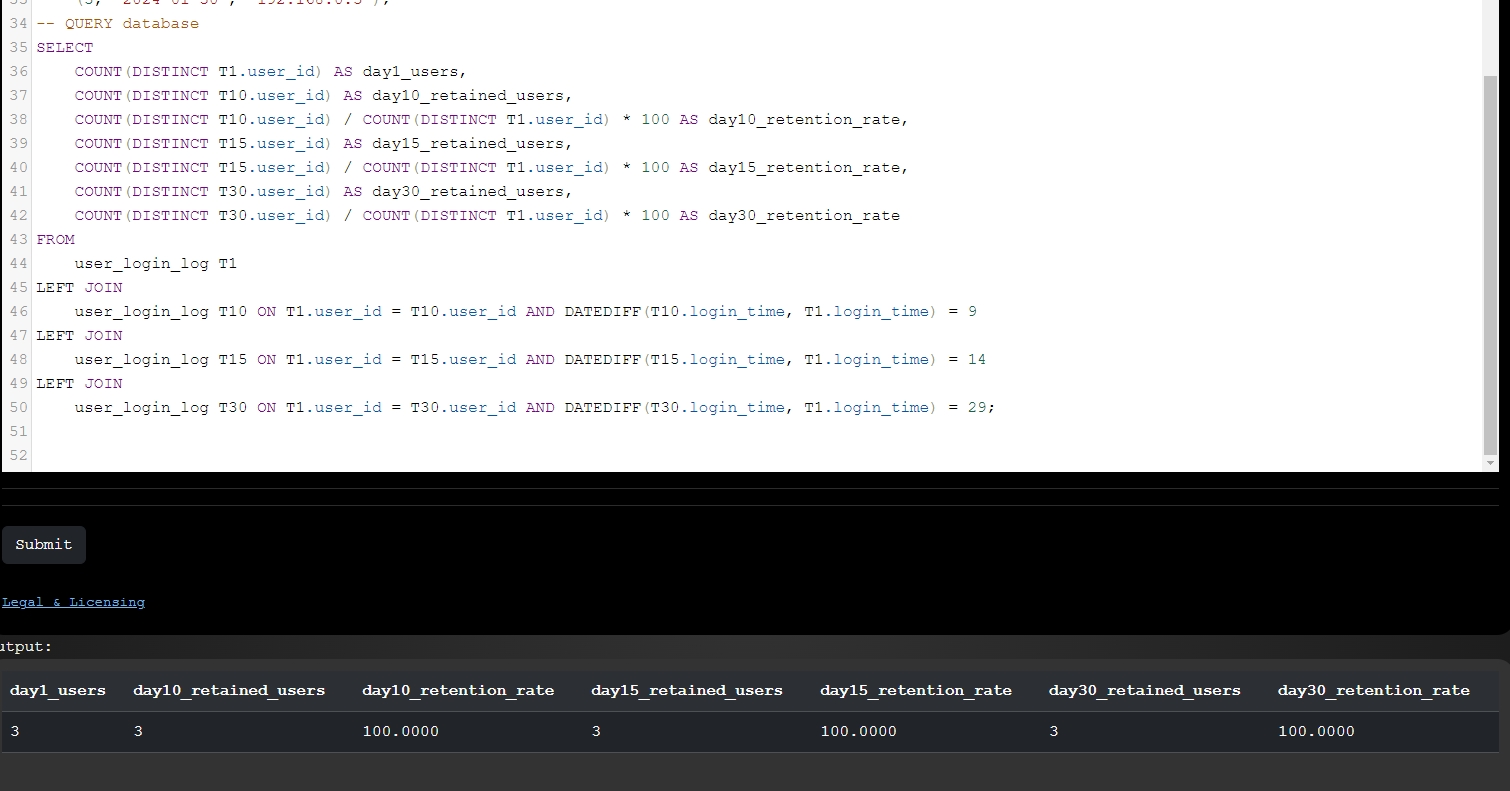 34 -- QUERY database
35 SELECT
36 COUNT(DISTINCT T1.user_id) AS day1_users,
37 COUNT(DISTINCT T10.user_id) AS day10_retained_users,
38 COUNT(DISTINCT T10.user_id) / COUNT(DISTINCT T1.user_id) * 100 AS day10_retention_rate,
39 COUNT(DISTINCT T15.user_id) AS day15_retained_users,
40 COUNT(DISTINCT T15.user_id) / COUNT(DISTINCT T1.user_id) * 100 AS day15_retention_rate,
41 COUNT(DISTINCT T30.user_id) AS day30_retained_users,
42 COUNT(DISTINCT T30.user_id) / COUNT(DISTINCT T1.user_id) * 100 AS day30_retention_rate
43 FROM
44 user_login_log T1
45 LEFT JOIN
46 user_login_log T10 ON T1.user_id = T10.user_id AND DATEDIFF(T10.login_time, T1.login_time) = 9
47 LEFT JOIN
48 user_login_log T15 ON T1.user_id = T15.user_id AND DATEDIFF(T15.login_time, T1.login_time) = 14
49 LEFT JOIN
50 user_login_log T30 ON T1.user_id = T30.user_id AND DATEDIFF(T30.login_time, T1.login_time) = 29;
51
52
Submit
Legal & Licensing
utput:
day1_users day10_retained_users day10_retention_rate day15_retained_users day15_retention_rate day30_retained_users day30_retention_rate
3 3 100.0000 3 100.0000 3 100.0000